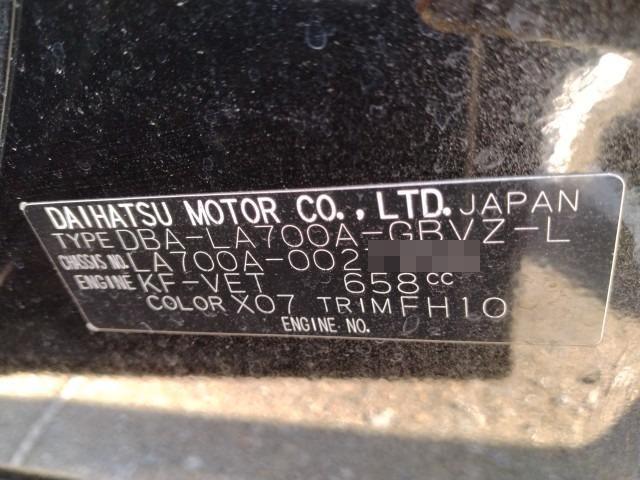 DAIHATSU MOTOR CO., LTD. JAPAN
TYPE DBA-LA700A-GBVZ-L
CHASSIS NO. LA700A-002
ENGINE KF-VET 658cc
COLOR X07 TRIM FH10
ENGINE NO.